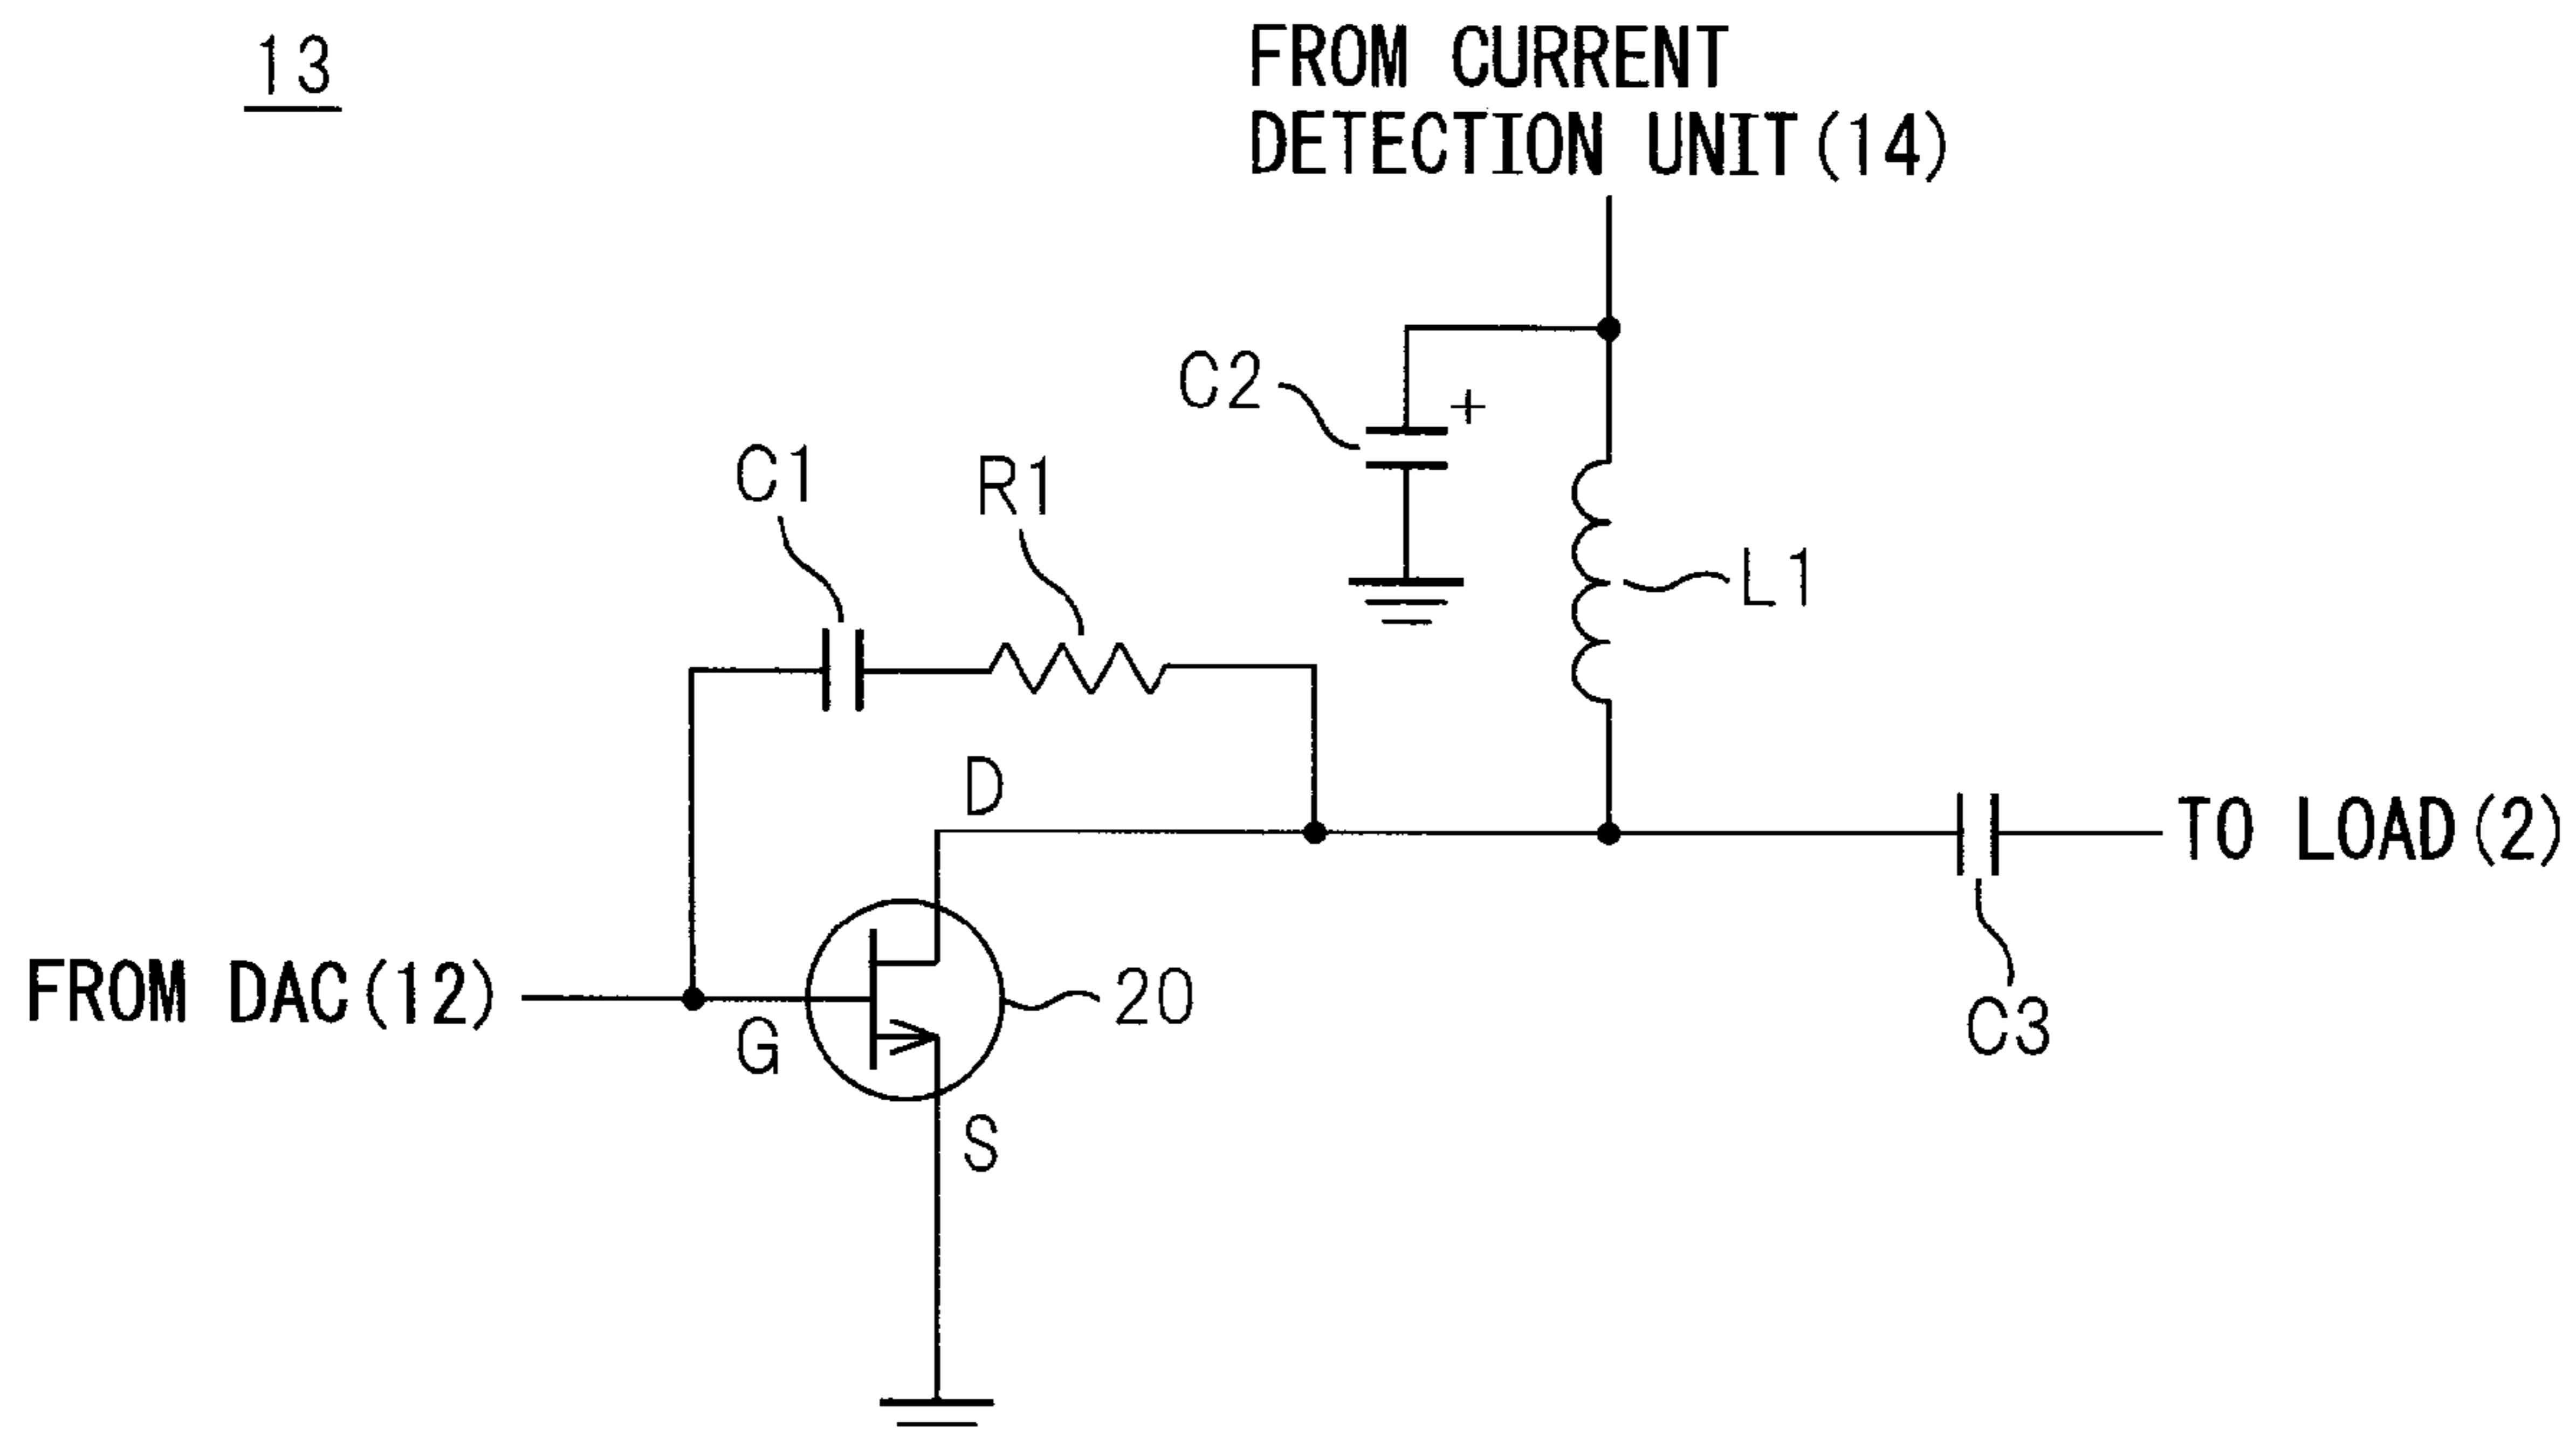 13
FROM CURRENT
DETECTION UNIT(14)
C2
+
C1
R1
L1
D
TO LOAD(2)
FROM DAC(12)
G
20
C3
S